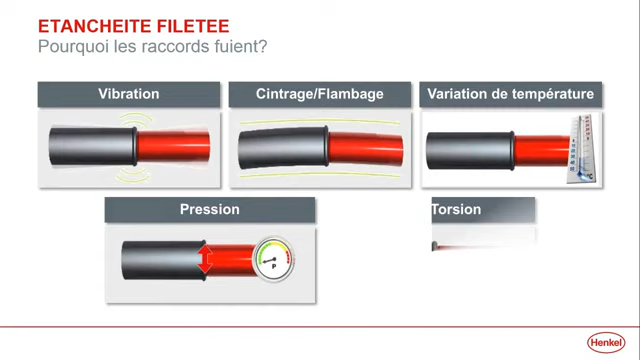 ETANCHEITE FILETEE
Pourquoi les raccords fuient?
Vibration
Cintrage/Flambage
Variation de température
Pression
Torsion
P
Henkel